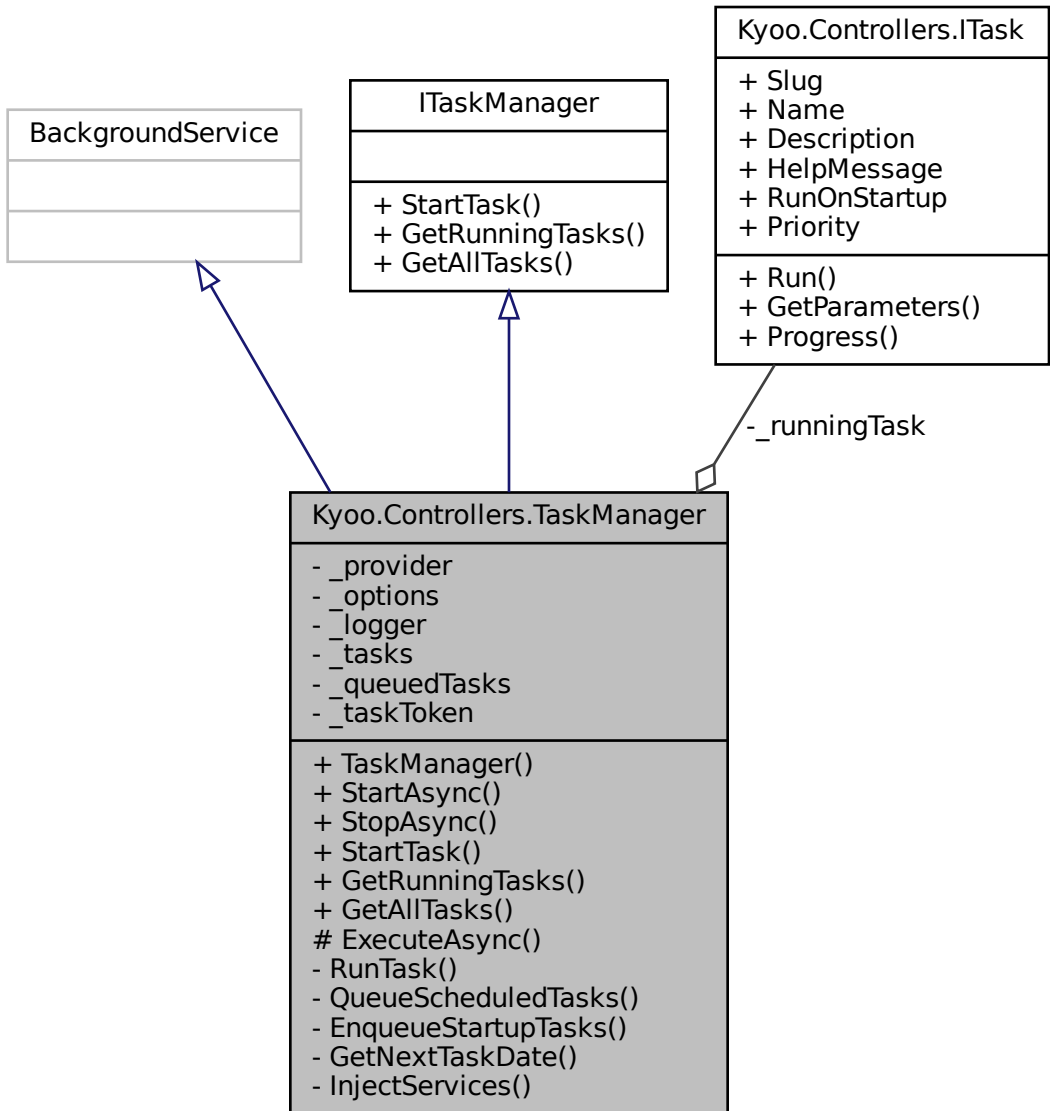 Kyoo.Controllers.ITask
+ Slug
+ Name
+ Description
+ HelpMessage
+ RunOnStartup
+ Priority
+ Run()
+ GetParameters()
+ Progress()
ITaskManager
+ StartTask()
+ GetRunningTasks()
+ GetAllTasks()
BackgroundService
-_runningTask
Kyoo.Controllers.TaskManager
- _provider
- _options
- _logger
- _tasks
- _queuedTasks
- _taskToken
+ TaskManager()
+ StartAsync()
+ StopAsync()
+ StartTask()
+ GetRunningTasks()
+ GetAllTasks()
# ExecuteAsync()
- RunTask()
- QueueScheduledTasks()
- EnqueueStartupTasks()
- GetNextTaskDate()
- InjectServices()